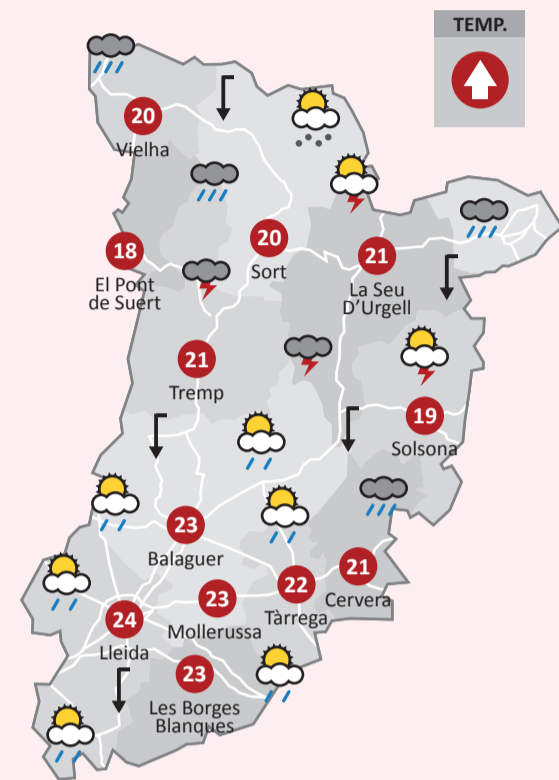 TEMP.
20
Vielha
18
El Pont
de Suert
20
Sort
21
La Seu
D'Urgell
21
Tremp
19
Solsona
23
Balaguer
21
Cervera
22
Tàrrega
23
Mollerussa
24
Lleida
23
Les Borges
Blanques